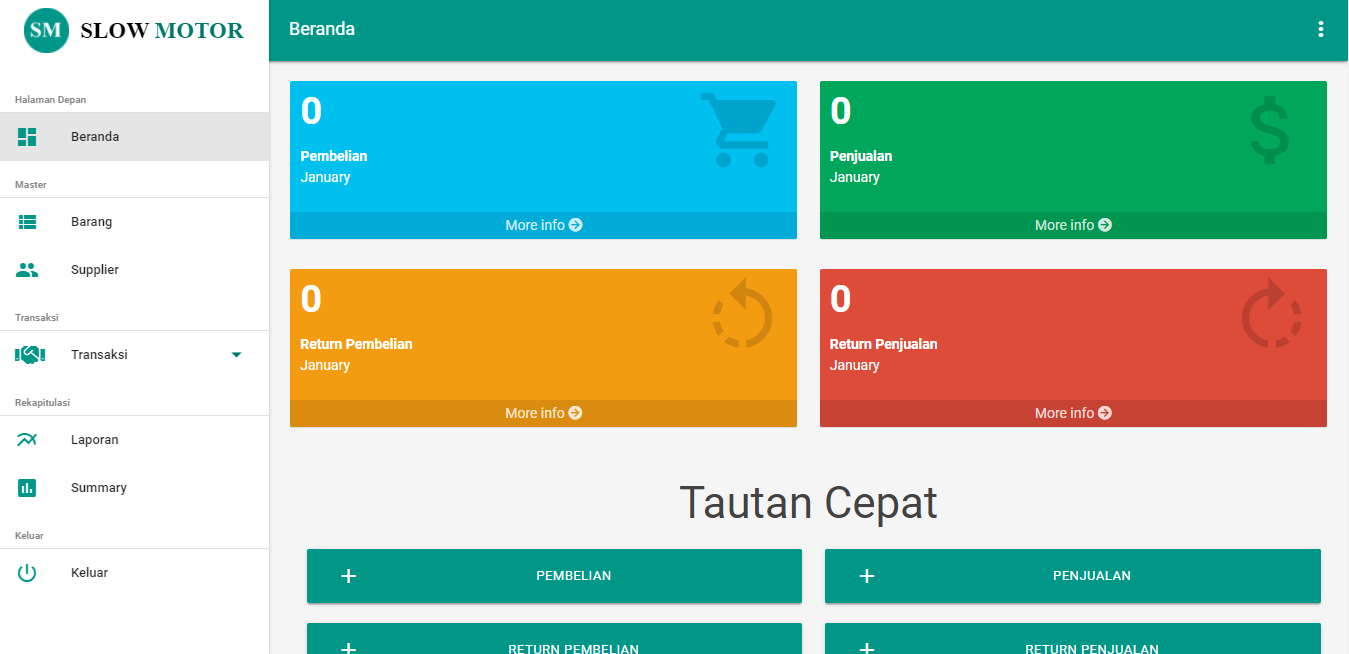 SM SLOW MOTOR
Halaman Depan
Beranda
Master
Barang
Supplier
Transaksi
Transaksi
Rekapitulasi
Laporan
Summary
Keluar
Keluar
Beranda
0
Pembelian
January
More info
0
Penjualan
January
More info
0
Return Pembelian
January
More info
0
Return Penjualan
January
More info
Tautan Cepat
PEMBELIAN
PENJUALAN
RETURN PEMBELIAN
RETURN PENJUALAN